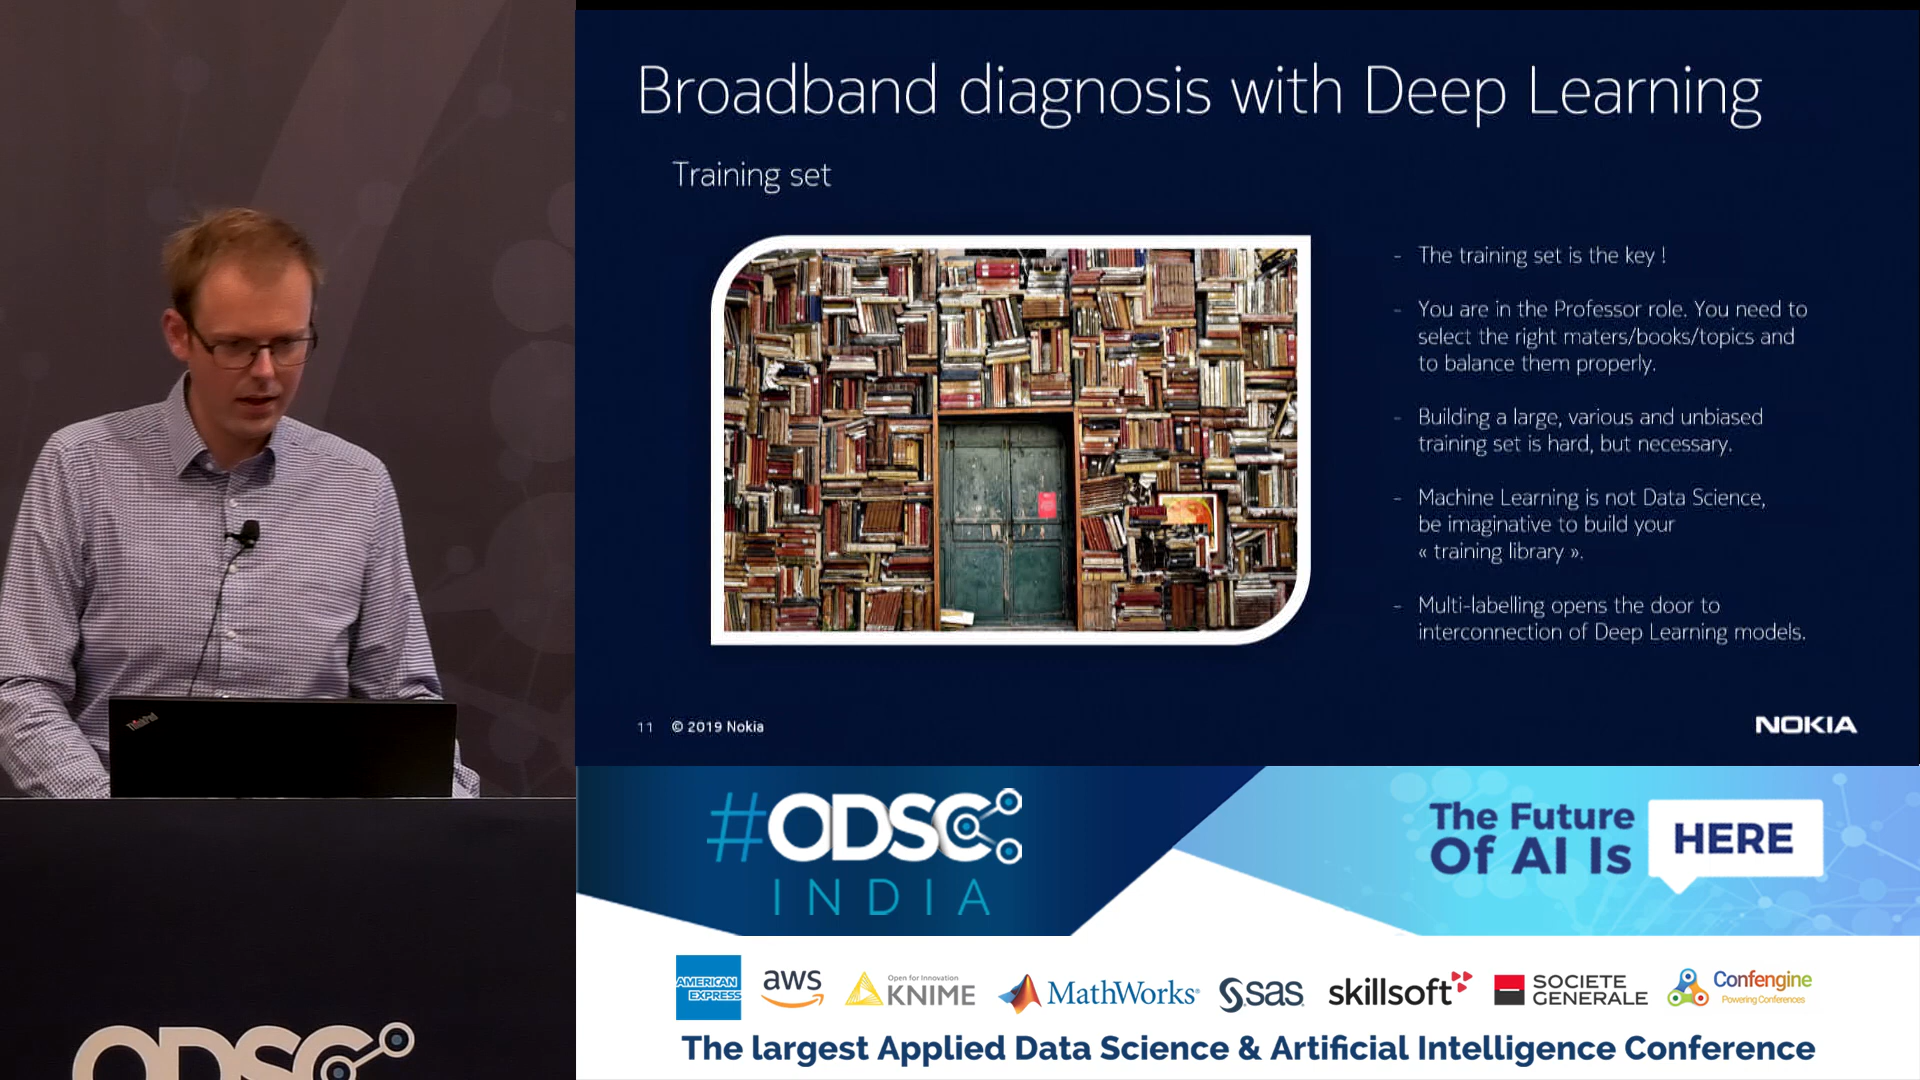 Broadband diagnosis with Deep Learning
Training set
- The training set is the key !
- You are in the Professor role. You need to
select the right maters/books/topics and
to balance them properly.
- Building a large, various and unbiased
training set is hard, but necessary.
- Machine Learning is not Data Science,
be imaginative to build your
« training library ».
- Multi-labelling opens the door to
interconnection of Deep Learning models.
11 © 2019 Nokia
NOKIA
ThinkPad
#ODSC
INDIA
The Future
Of AI Is
HERE
AMERICAN
EXPRESS
aws
Open for Innovation
KNIME
MathWorks®
sas
skillsoft
SOCIETE
GENERALE
Confengine
Powering Conferences
The largest Applied Data Science & Artificial Intelligence Conference
ODSC